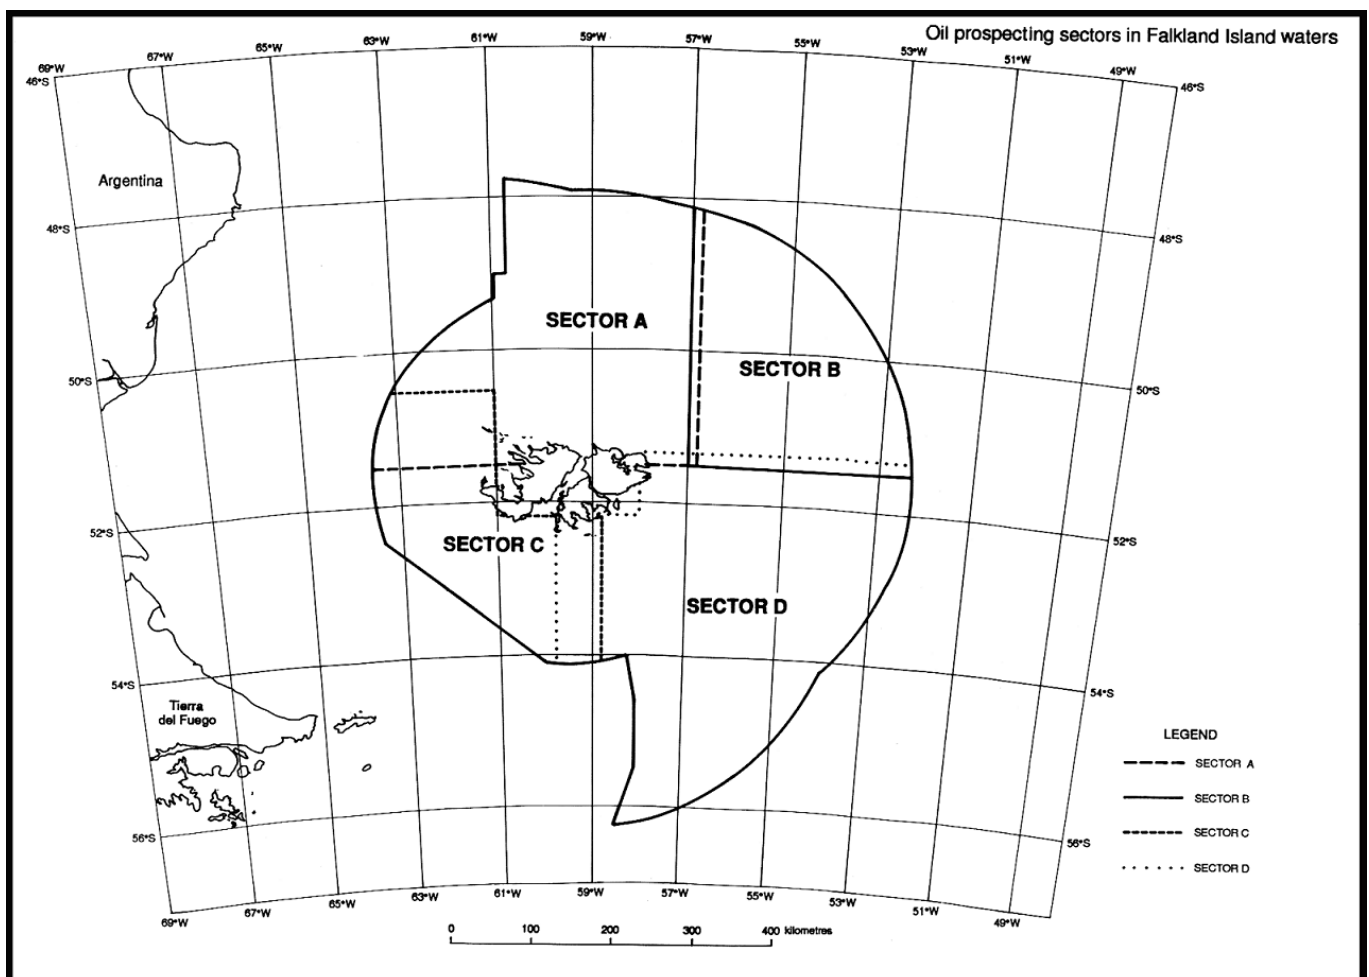 Oil prospecting sectors in Falkland Island waters
69°W
67°W
65°W
63°W
61°W
59°W
57°W
55°W
53°W
51°W
49°W
46°S
46°S
Argentina
48°S
48°S
SECTOR A
SECTOR B
50°S
50°S
52°S
52°S
SECTOR C
SECTOR D
54°S
54°S
Tierra
del Fuego
56°S
56°S
LEGEND
SECTOR A
SECTOR B
SECTOR C
SECTOR D
69°W
67°W
65°W
63°W
61°W
59°W
57°W
55°W
53°W
51°W
49°W
0 100 200 300 400 kilometres